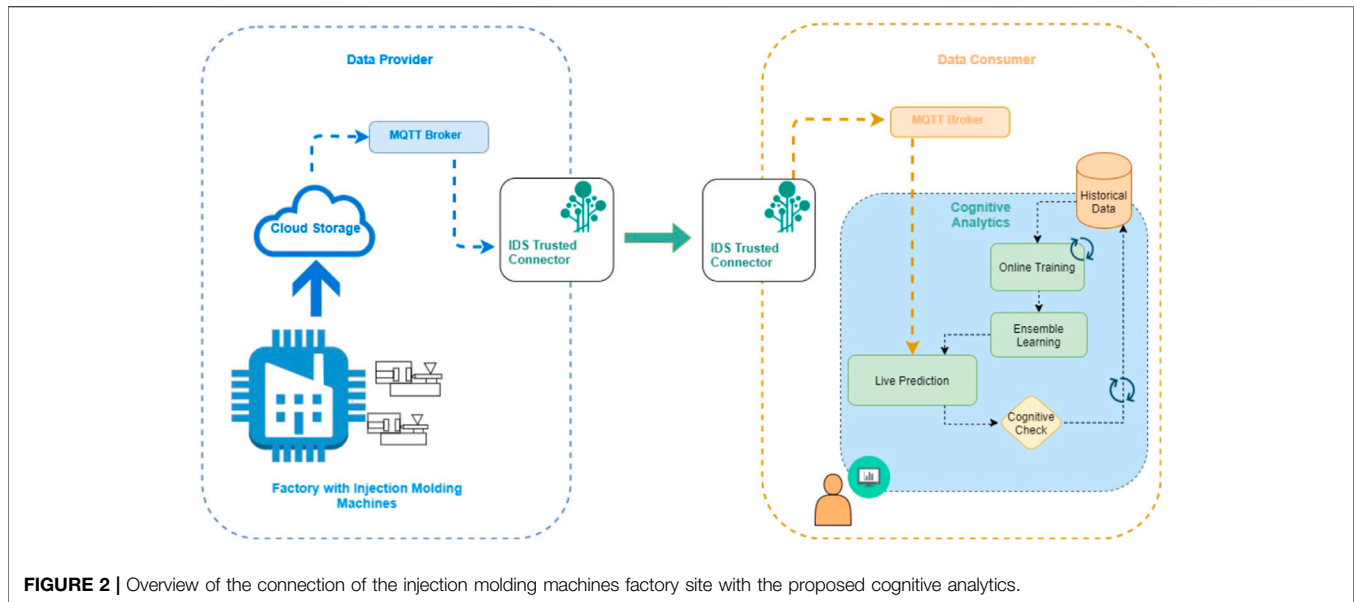 Data Provider
MQTT Broker
Cloud Storage
IDS Trusted
Connector
Factory with Injection Molding
Machines
Data Consumer
MQTT Broker
IDS Trusted
Connector
Cognitive
Analytics
Historical
Data
Online Training
Ensemble
Learning
Live Prediction
Cognitive
Check
FIGURE 2 | Overview of the connection of the injection molding machines factory site with the proposed cognitive analytics.